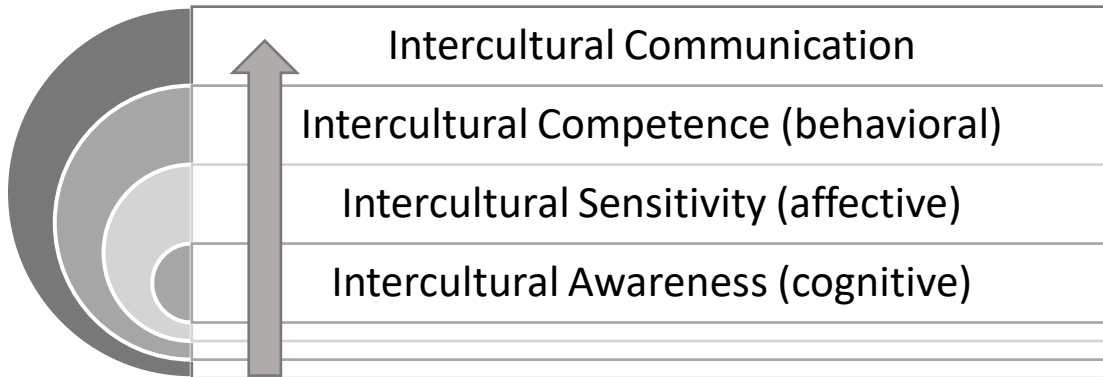 Intercultural Communication
Intercultural Competence (behavioral)
Intercultural Sensitivity (affective)
Intercultural Awareness (cognitive)